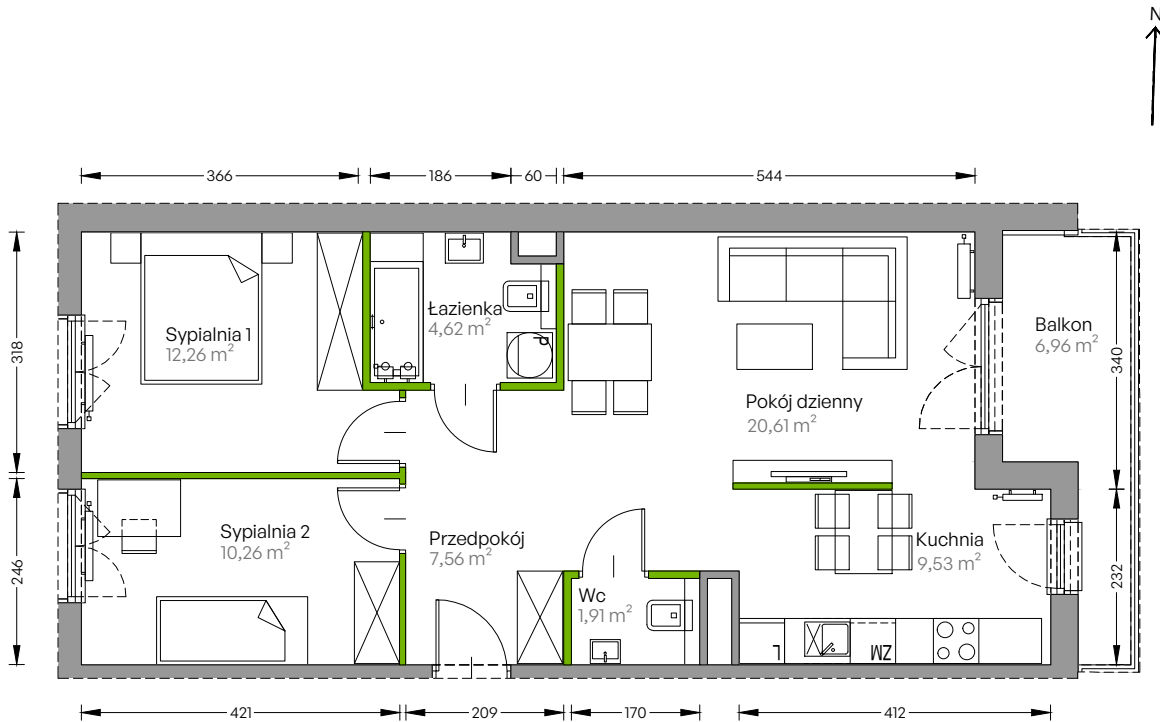 N
366
186
60
544
318
246
340
232
Sypialnia 1
12,26 m²
Łazienka
4,62 m²
P
Balkon
6,96 m²
Pokój dzienny
20,61 m²
Sypialnia 2
10,26 m²
Przedpokój
7,56 m²
Kuchnia
9,53 m²
Wc
1,91 m²
L
ZM
421
209
170
412